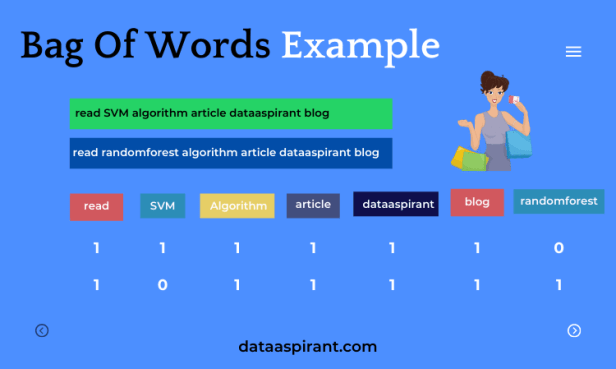 Bag Of Words Example
read SVM algorithm article dataaspirant blog
read randomforest algorithm article dataaspirant blog
read SVM Algorithm article dataaspirant blog randomforest
1 1 1 1 1 1 0
1 0 1 1 1 1 1
dataaspirant.com